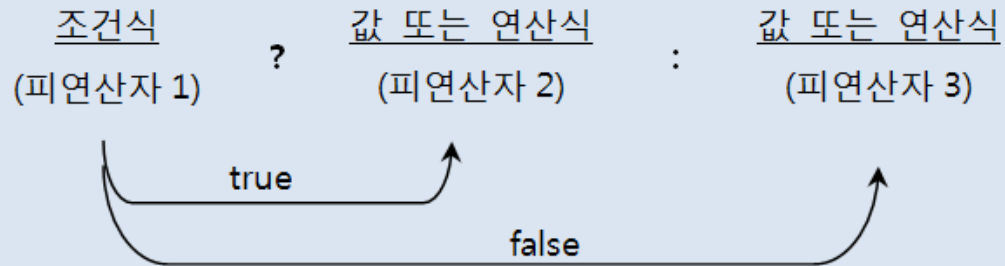 조건식 ? 값 또는 연산식 : 값 또는 연산식
(피연산자 1) (피연산자 2) (피연산자 3)
true
false